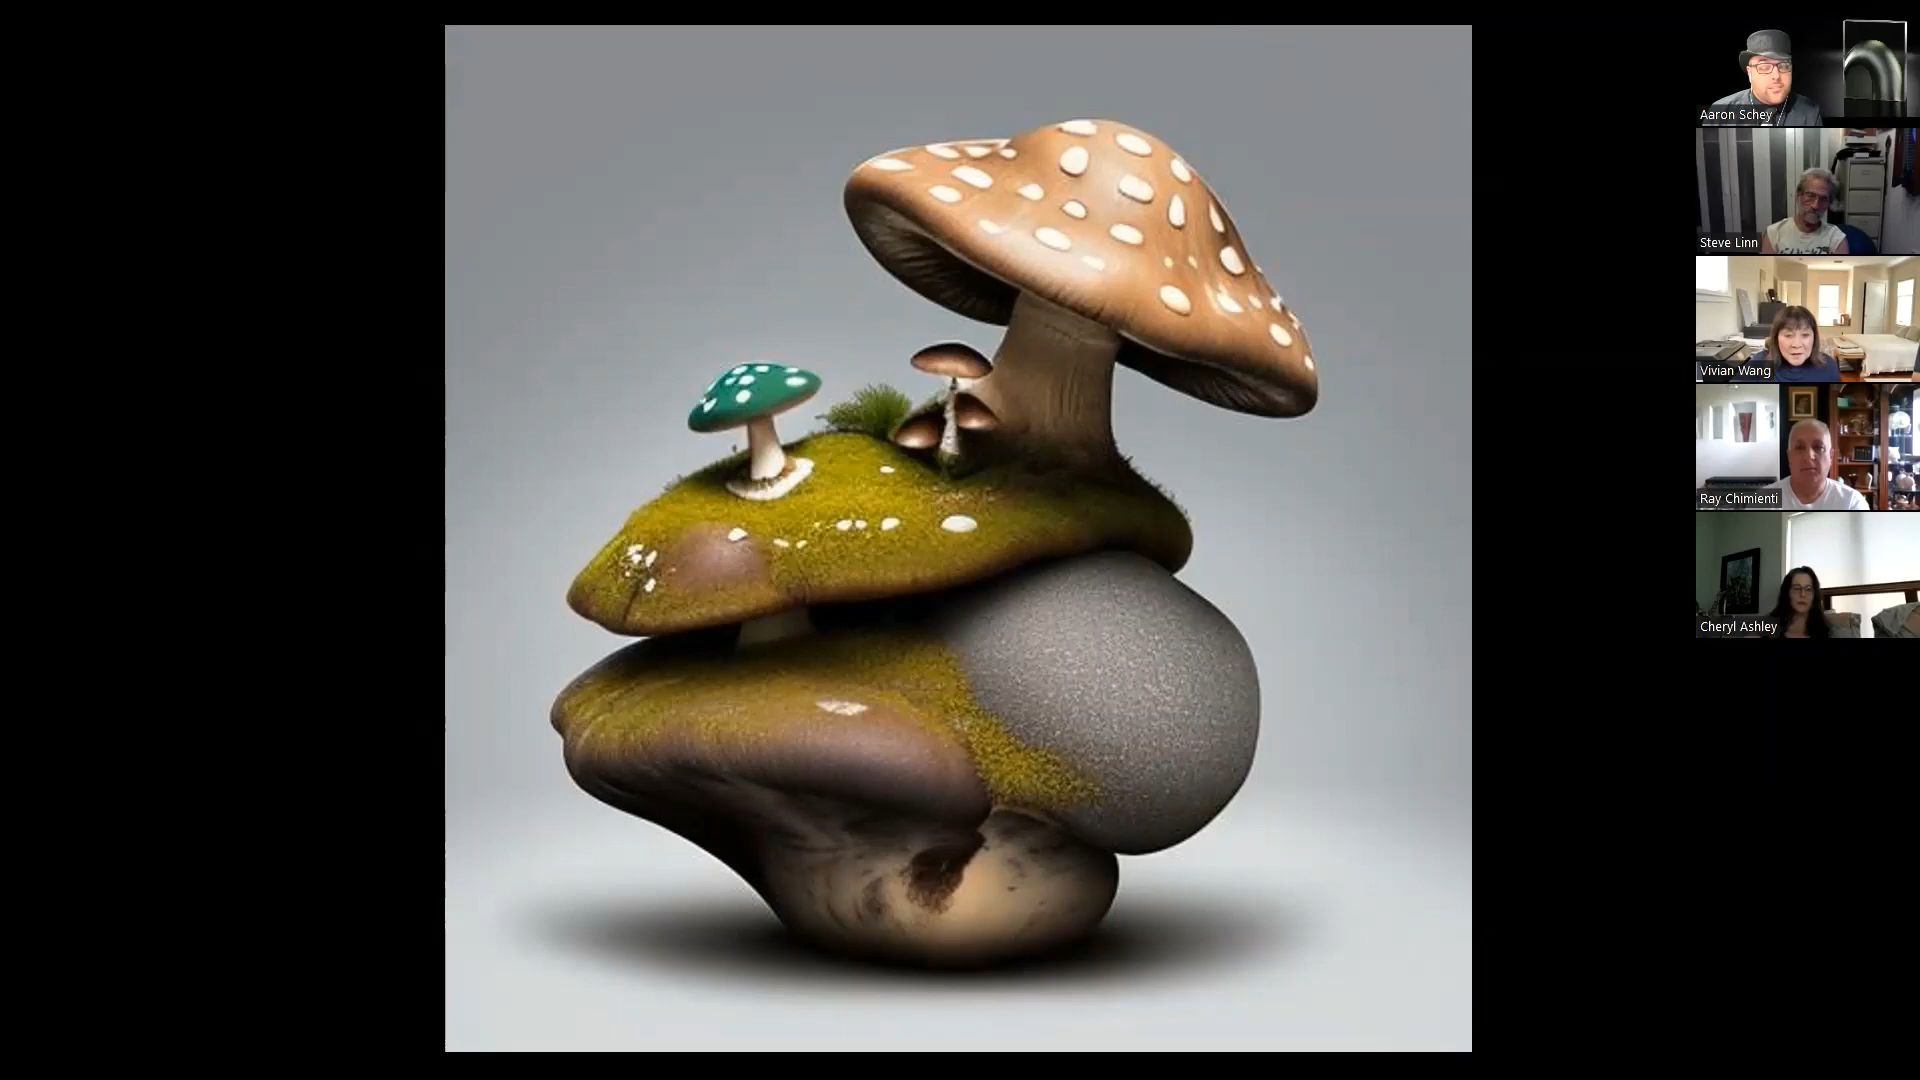 Aaron Schey
Steve Linn
Vivian Wang
Ray Chimienti
Cheryl Ashley